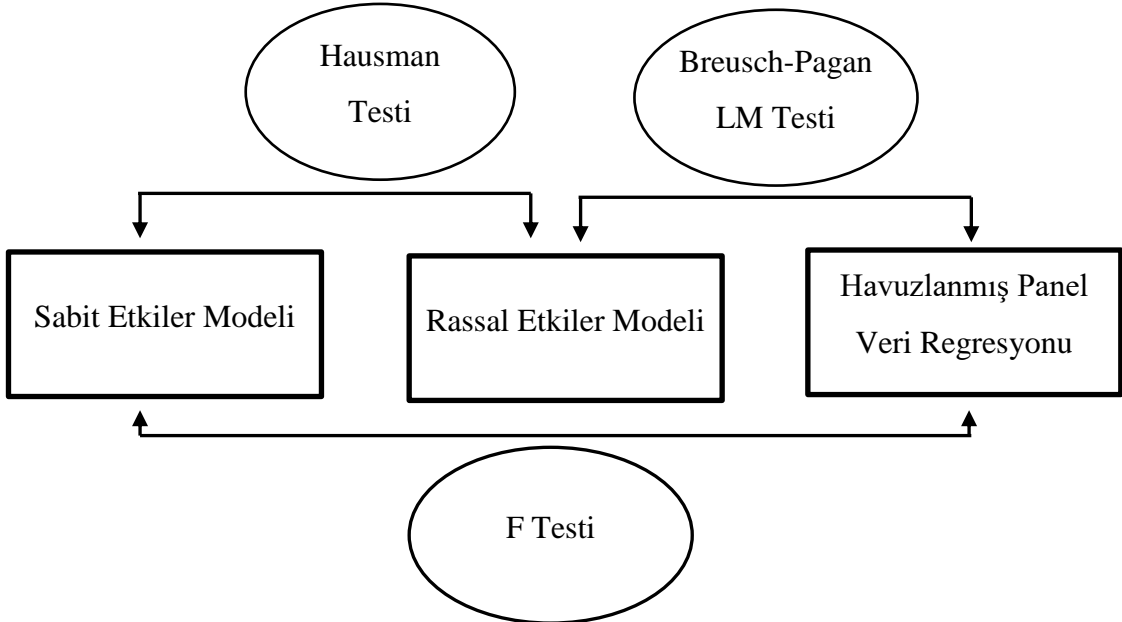 Hausman
Testi
Breusch-Pagan
LM Testi
Sabit Etkiler Modeli
Rassal Etkiler Modeli
Havuzlanmış Panel
Veri Regresyonu
F Testi